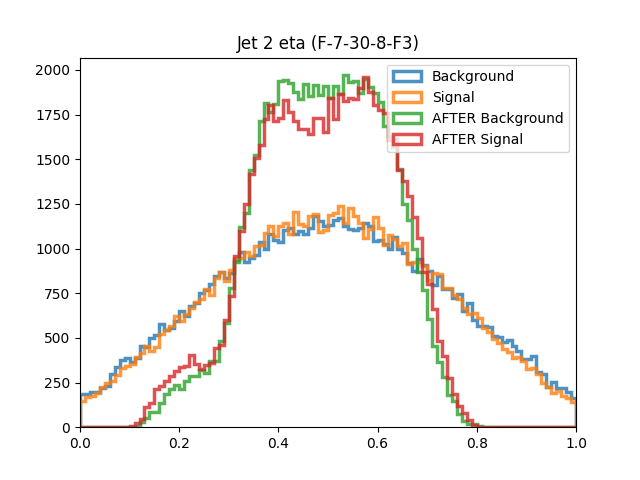 Jet 2 eta (F-7-30-8-F3)
2000
1750
1500
1250
1000
750
500
250
0
0.0 0.2 0.4 0.6 0.8 1.0
Background
Signal
AFTER Background
AFTER Signal